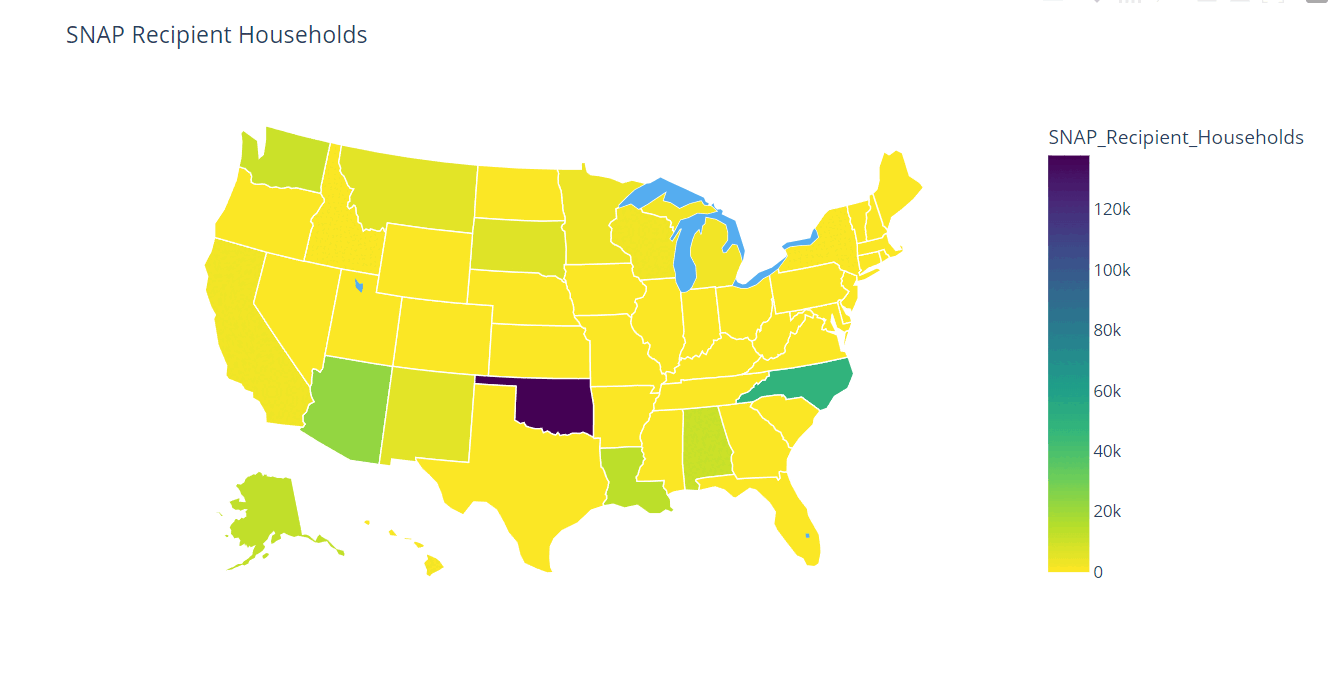 SNAP Recipient Households
SNAP_Recipient_Households
120k
100k
80k
60k
40k
20k
0